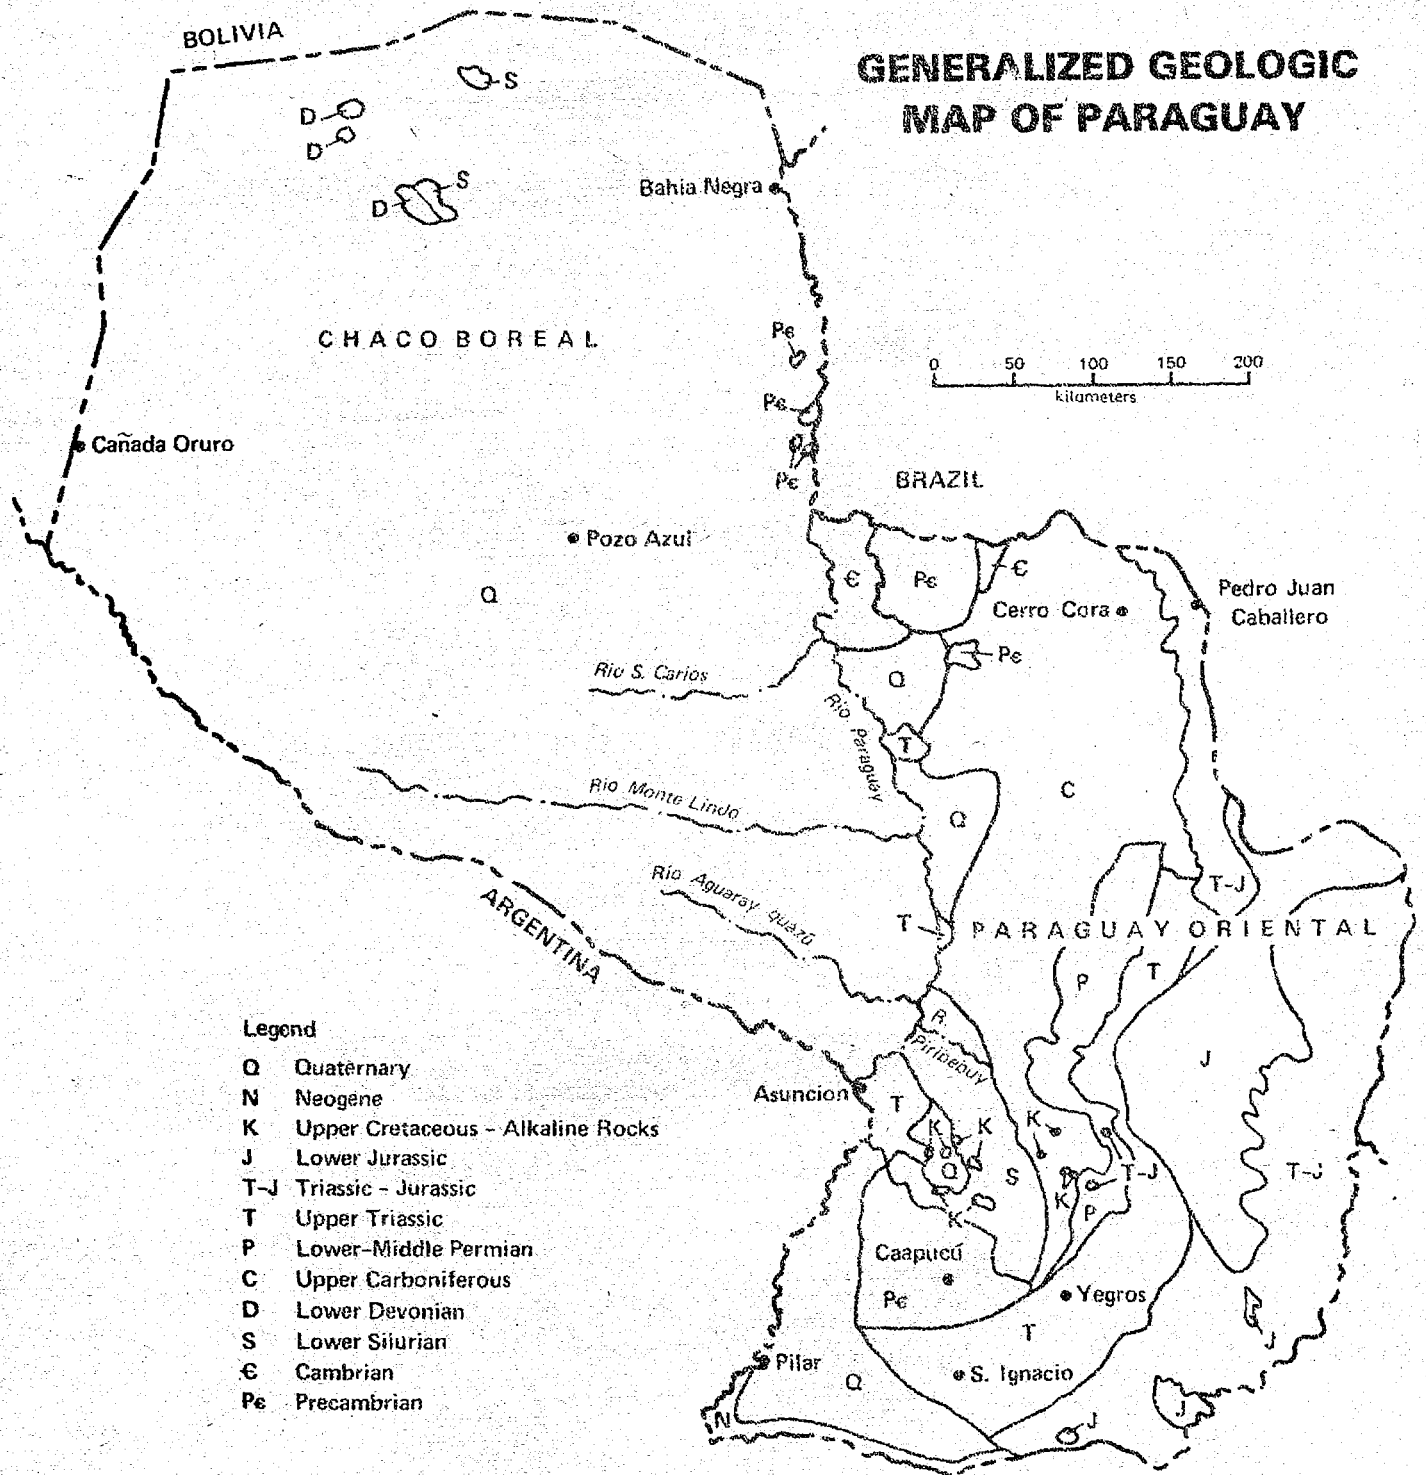 GENERALIZED GEOLOGIC
MAP OF PARAGUAY
BOLIVIA
S
D
D
S
D
Bahía Negra
CHACO BOREAL
Pє
Pє
Pє
0 50 100 150 200
kilometers
Cañada Oruro
BRAZIL
Pozo Azul
Q
Є
Pє
Є
Cerro Cora
Pedro Juan
Caballero
Pє
Rio S. Carlos
Q
Rio Paraguay
T
Rio Monte Lindo
Q
C
Rio Aguaray guazú
T-J
ARGENTINA
T
PARAGUAY ORIENTAL
P
T
R. Piribebuy
J
Asuncion
T
K
K
K
S
Q
T-J
T-J
K
K
P
Caapucú
Pє
Yegros
T
J
Pilar
Q
S. Ignacio
N
J
J
Legend
Q Quaternary
N Neogene
K Upper Cretaceous - Alkaline Rocks
J Lower Jurassic
T-J Triassic - Jurassic
T Upper Triassic
P Lower-Middle Permian
C Upper Carboniferous
D Lower Devonian
S Lower Silurian
Є Cambrian
Pє Precambrian